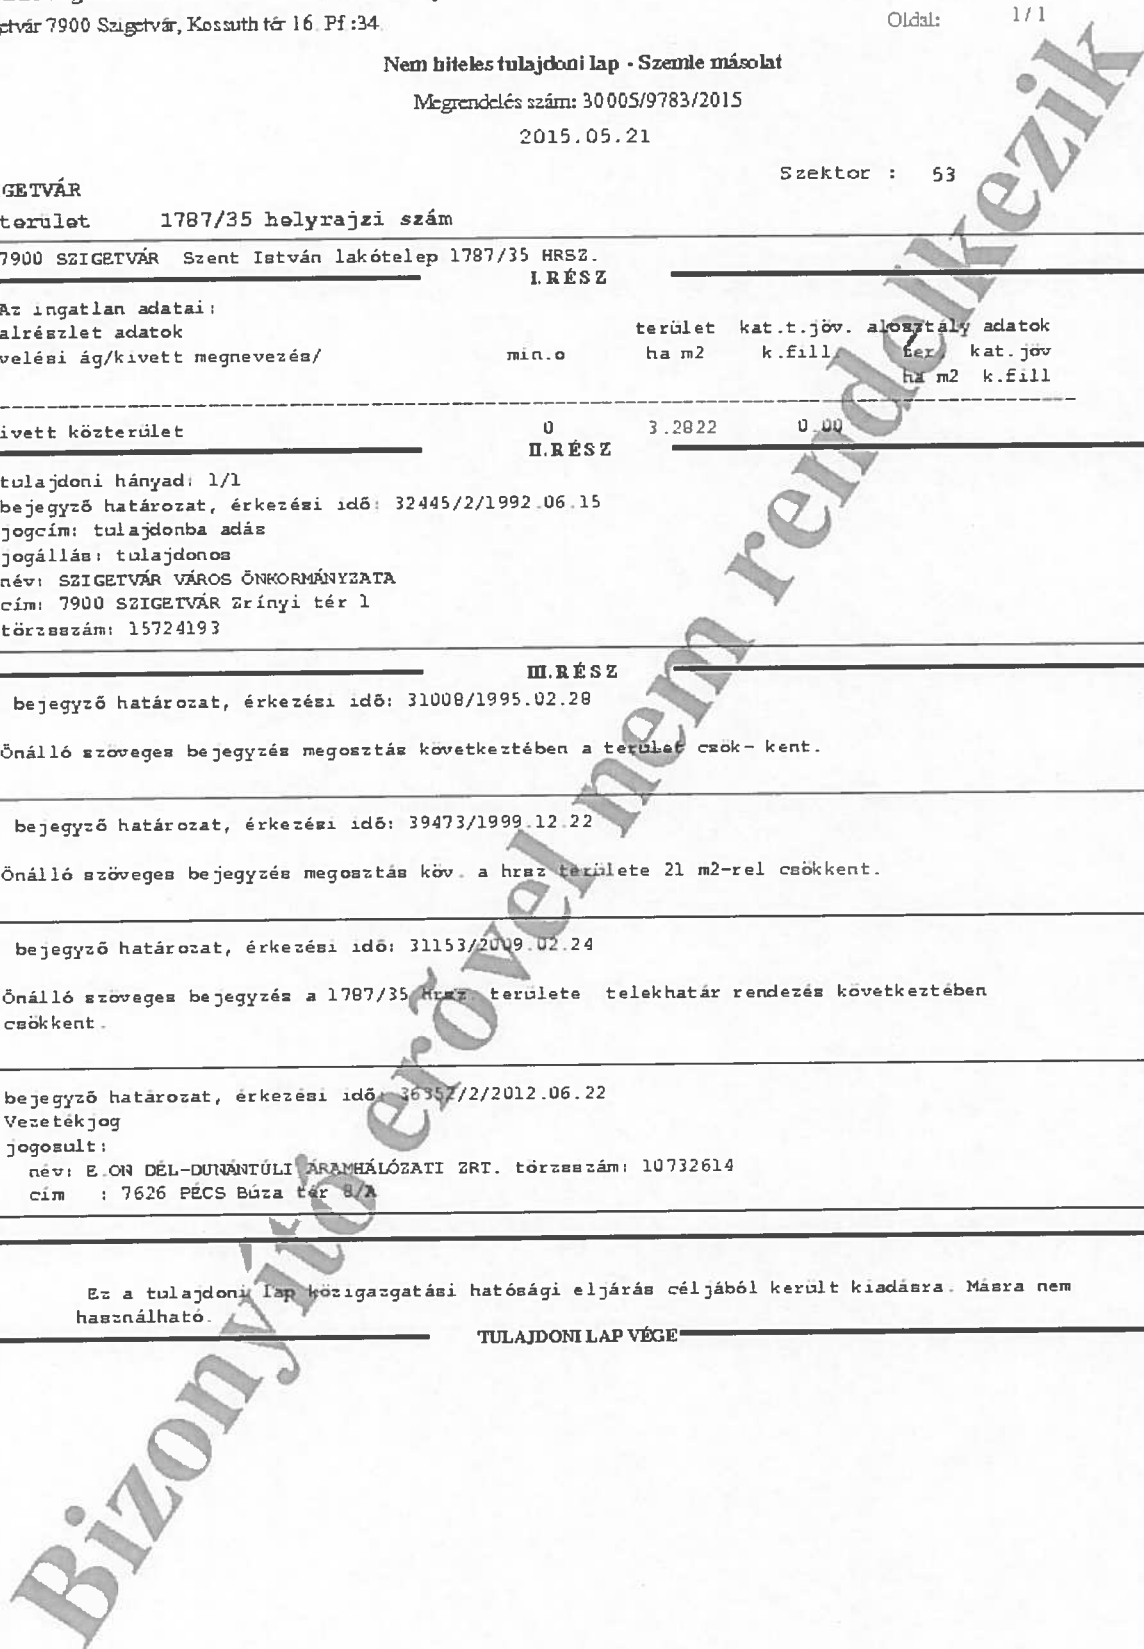 etvár 7900 Szigetvár, Kossuth tér 16. Pf.:34.
Oldal: 1/1
Nem hiteles tulajdoni lap - Szemle másolat
Megrendelés szám: 30005/9783/2015
2015.05.21
Szektor : 53
GETVÁR
terület 1787/35 helyrajzi szám
7900 SZIGETVÁR Szent István lakótelep 1787/35 HRSZ.
I.RÉSZ
Az ingatlan adatai:
alrészlet adatok terület kat.t.jöv. alosztály adatok
velési ág/kivett megnevezés/ min.o ha m2 k.fill. ter. kat.jöv
ha m2 k.fill
ivett közterület 0 3.2822 0.00
II.RÉSZ
tulajdoni hányad: 1/1
bejegyző határozat, érkezési idő: 32445/2/1992.06.15
jogcím: tulajdonba adás
jogállás: tulajdonos
név: SZIGETVÁR VÁROS ÖNKORMÁNYZATA
cím: 7900 SZIGETVÁR Zrínyi tér 1
törzsszám: 15724193
III.RÉSZ
bejegyző határozat, érkezési idő: 31008/1995.02.28
Önálló szöveges bejegyzés megosztás következtében a terület csök- kent.
bejegyző határozat, érkezési idő: 39473/1999.12.22
Önálló szöveges bejegyzés megosztás köv. a hrsz területe 21 m2-rel csökkent.
bejegyző határozat, érkezési idő: 31153/2009.02.24
Önálló szöveges bejegyzés a 1787/35 hrsz. területe telekhatár rendezés következtében
csökkent.
bejegyző határozat, érkezési idő: 36352/2/2012.06.22
Vezetékjog
jogosult:
név: E.ON DÉL-DUNÁNTÚLI ÁRAMHÁLÓZATI ZRT. törzsszám: 10732614
cím : 7626 PÉCS Búza tér 8/A
Ez a tulajdoni lap közigazgatási hatósági eljárás céljából került kiadásra. Másra nem
használható.
TULAJDONI LAP VÉGE
Bizonyító erővel nem rendelkezik